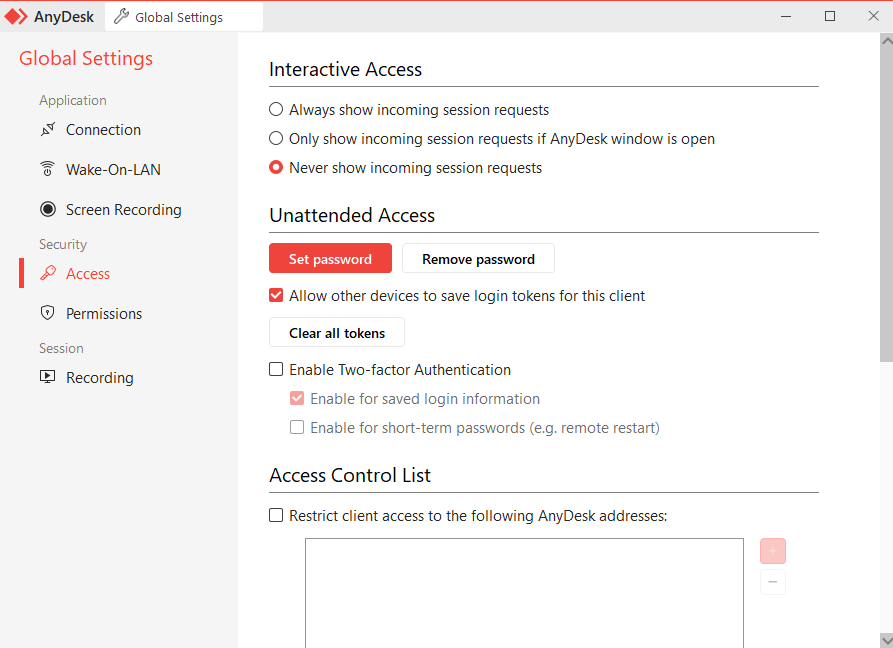 AnyDesk
Global Settings
Global Settings
Application
Connection
Wake-On-LAN
Screen Recording
Security
Access
Permissions
Session
Recording
Interactive Access
Always show incoming session requests
Only show incoming session requests if AnyDesk window is open
Never show incoming session requests
Unattended Access
Set password
Remove password
Allow other devices to save login tokens for this client
Clear all tokens
Enable Two-factor Authentication
Enable for saved login information
Enable for short-term passwords (e.g. remote restart)
Access Control List
Restrict client access to the following AnyDesk addresses: